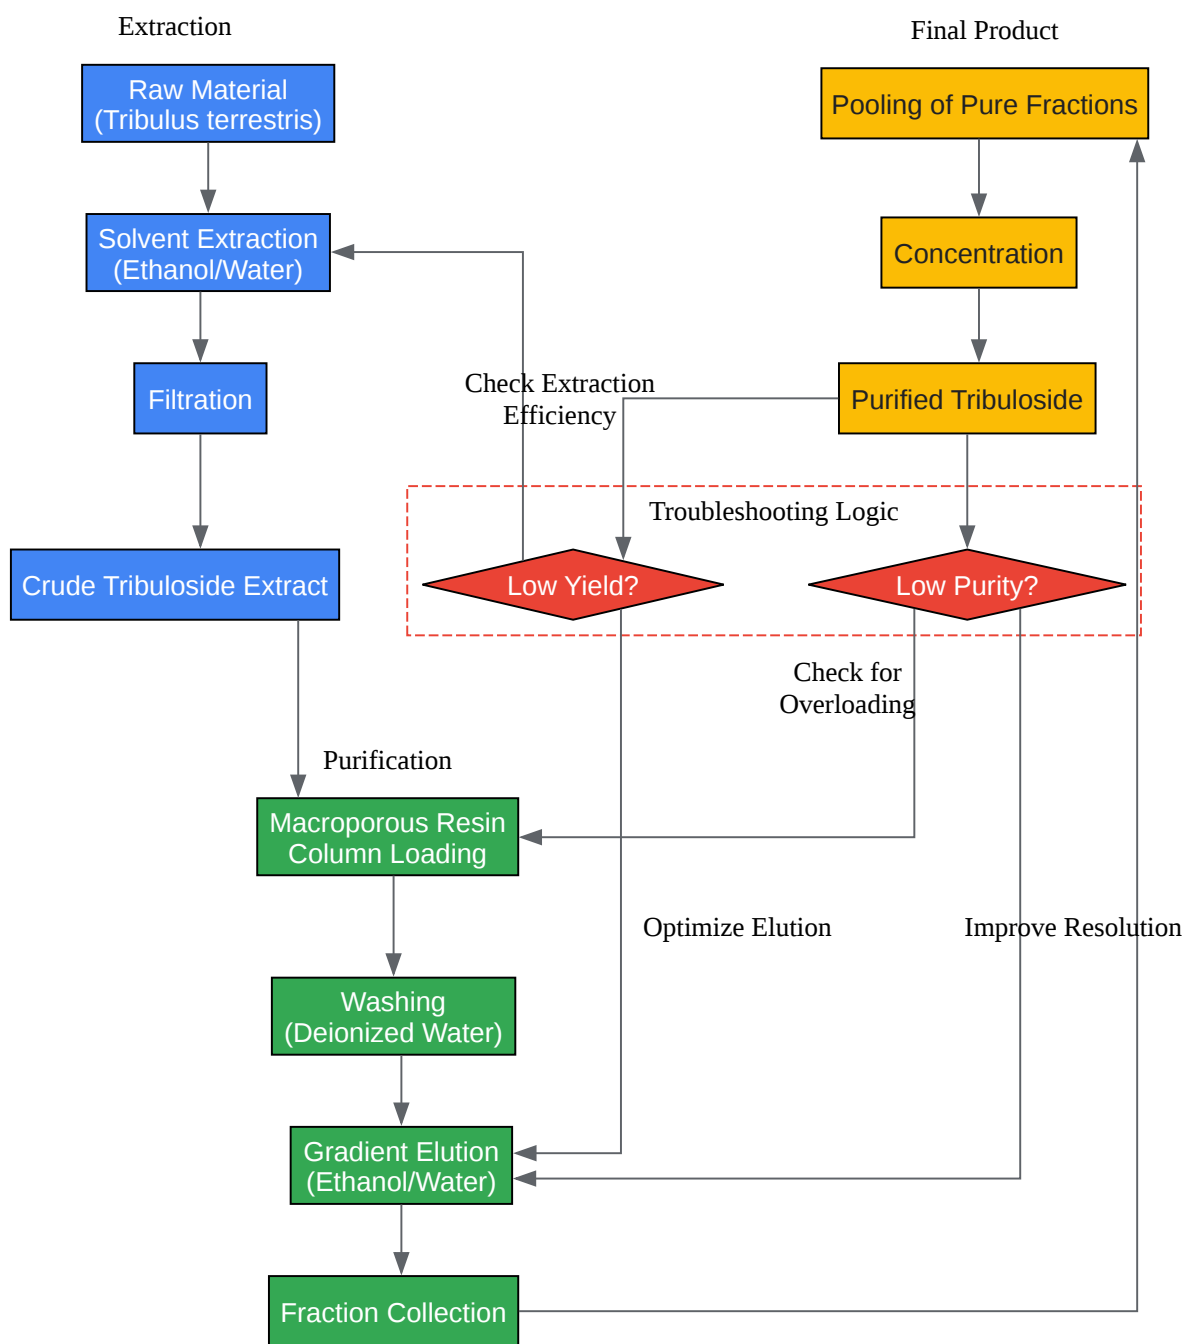 Extraction
Raw Material
(Tribulus terrestris)
Solvent Extraction
(Ethanol/Water)
Filtration
Crude Tribuloside Extract
Final Product
Pooling of Pure Fractions
Concentration
Purified Tribuloside
Check Extraction
Efficiency
Troubleshooting Logic
Low Yield?
Low Purity?
Check for
Overloading
Purification
Macroporous Resin
Column Loading
Optimize Elution
Improve Resolution
Washing
(Deionized Water)
Gradient Elution
(Ethanol/Water)
Fraction Collection